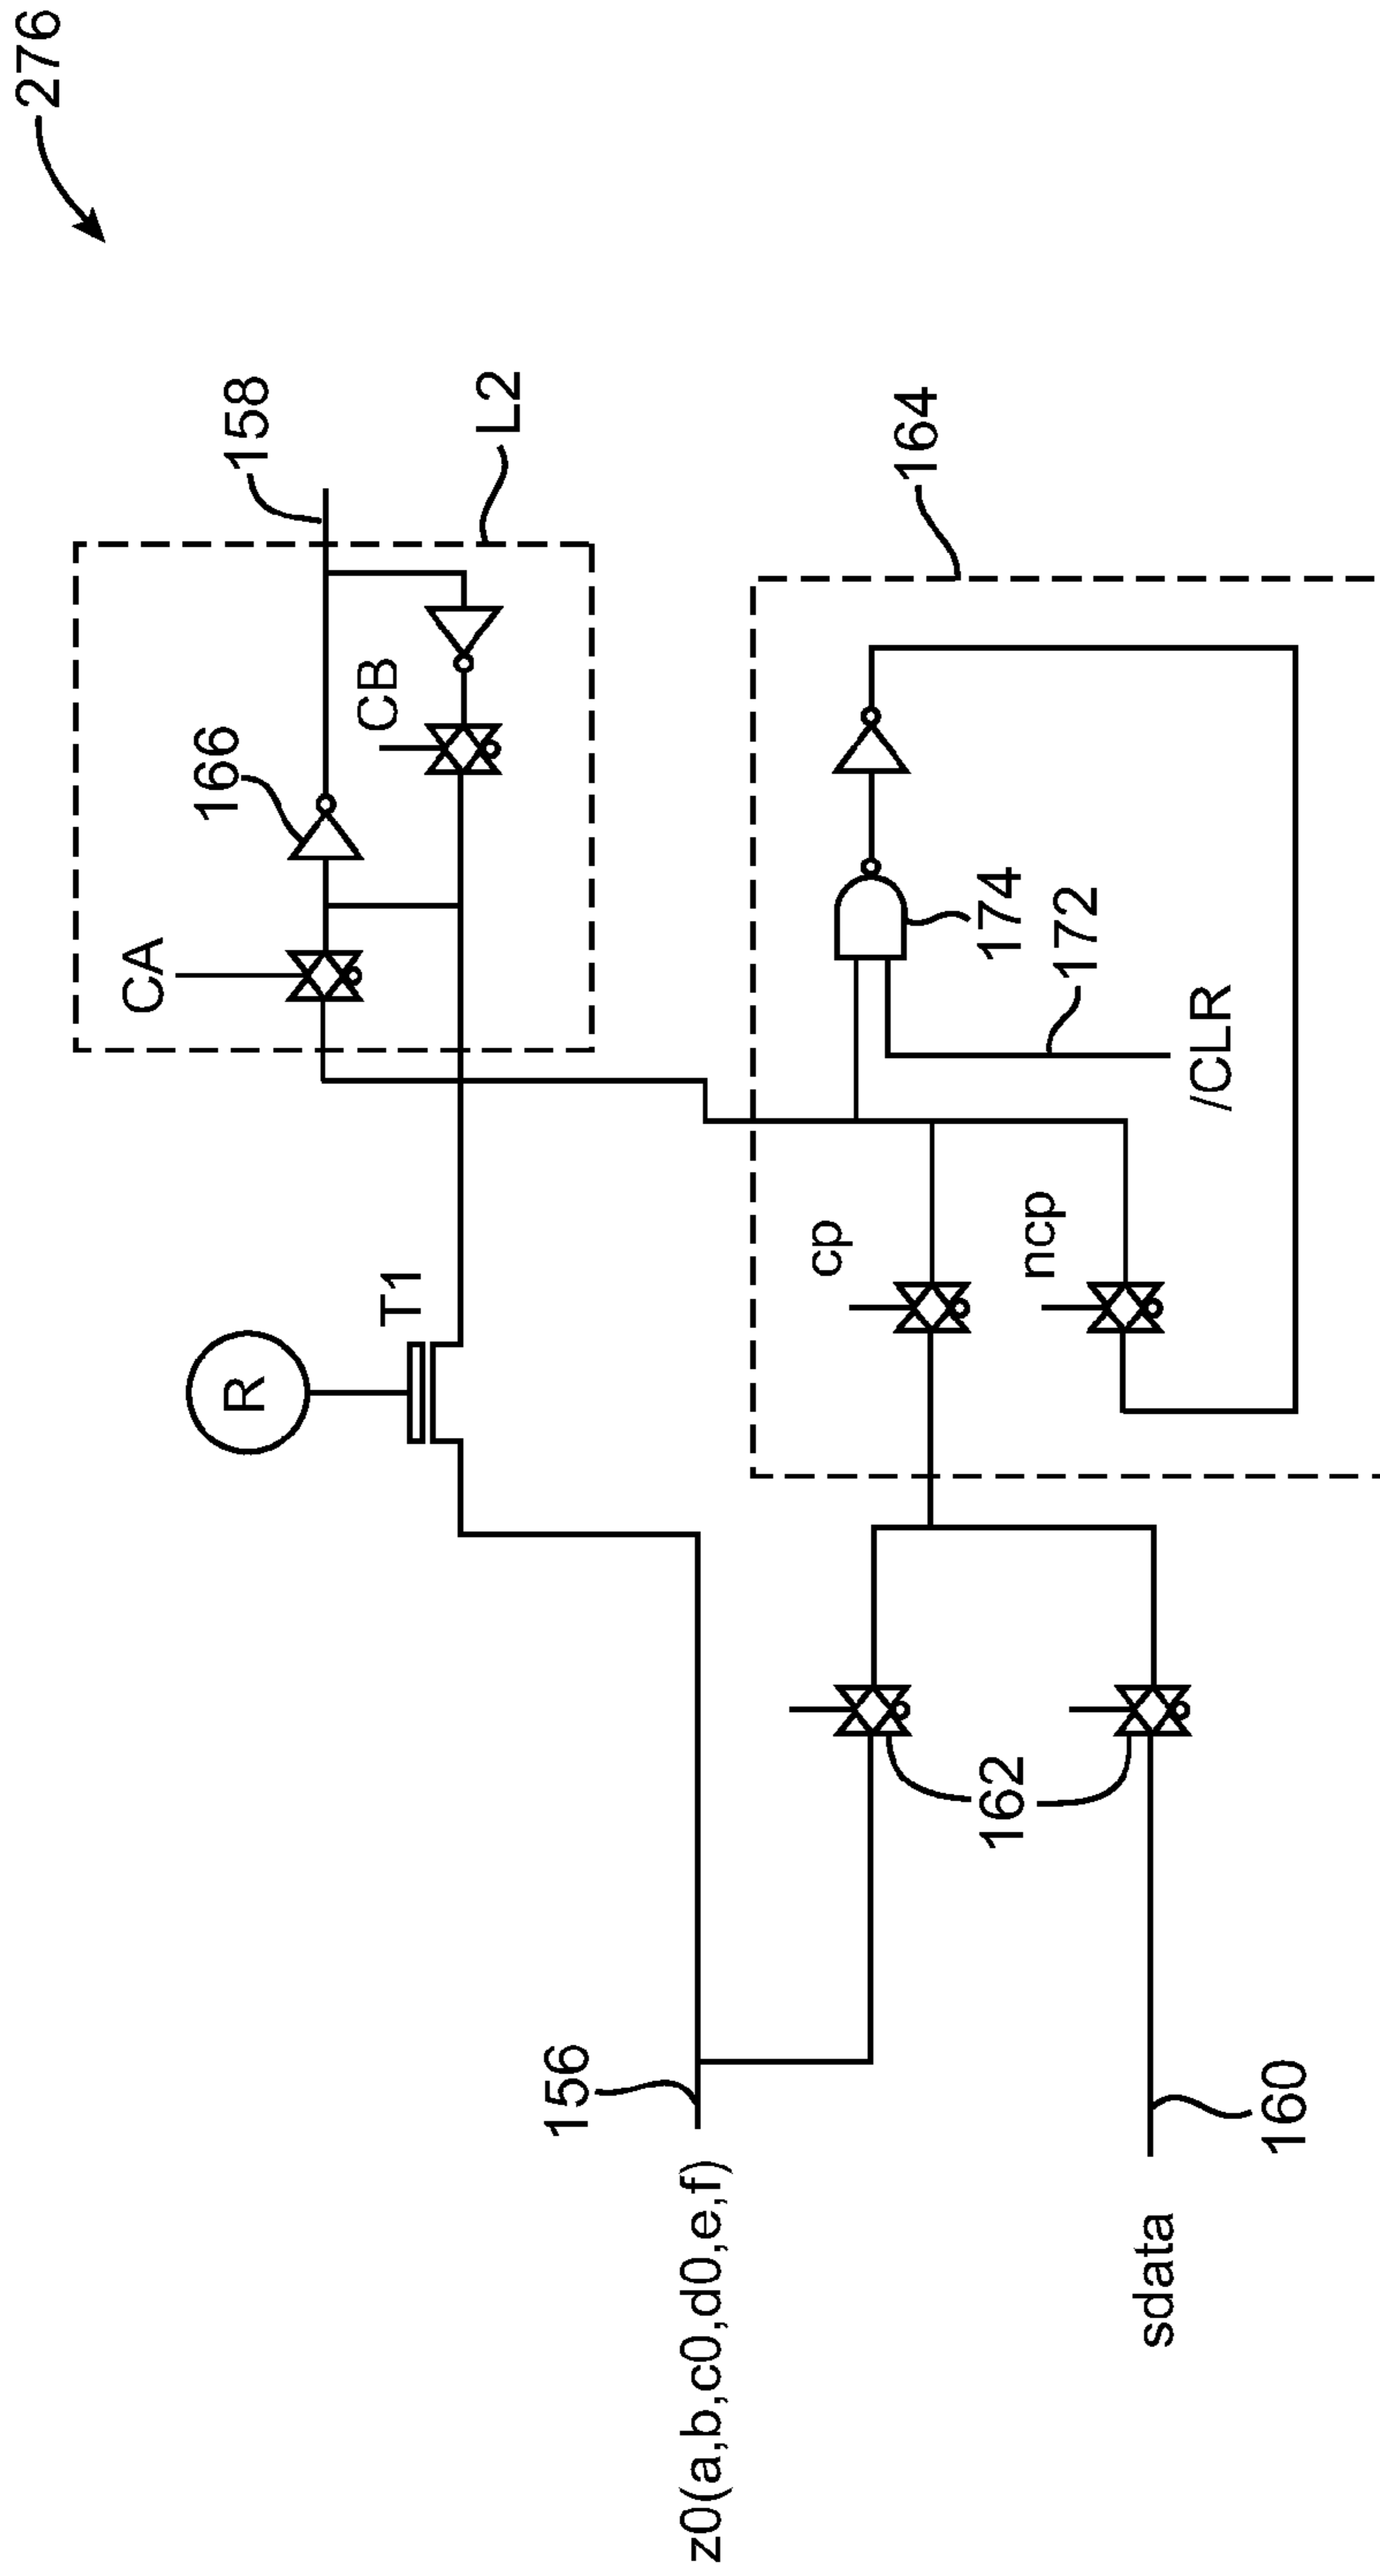 276
158
L2
166
CA
CB
R
T1
164
174
172
/CLR
cp
ncp
162
156
z0(a,b,c0,d0,e,f)
160
sdata